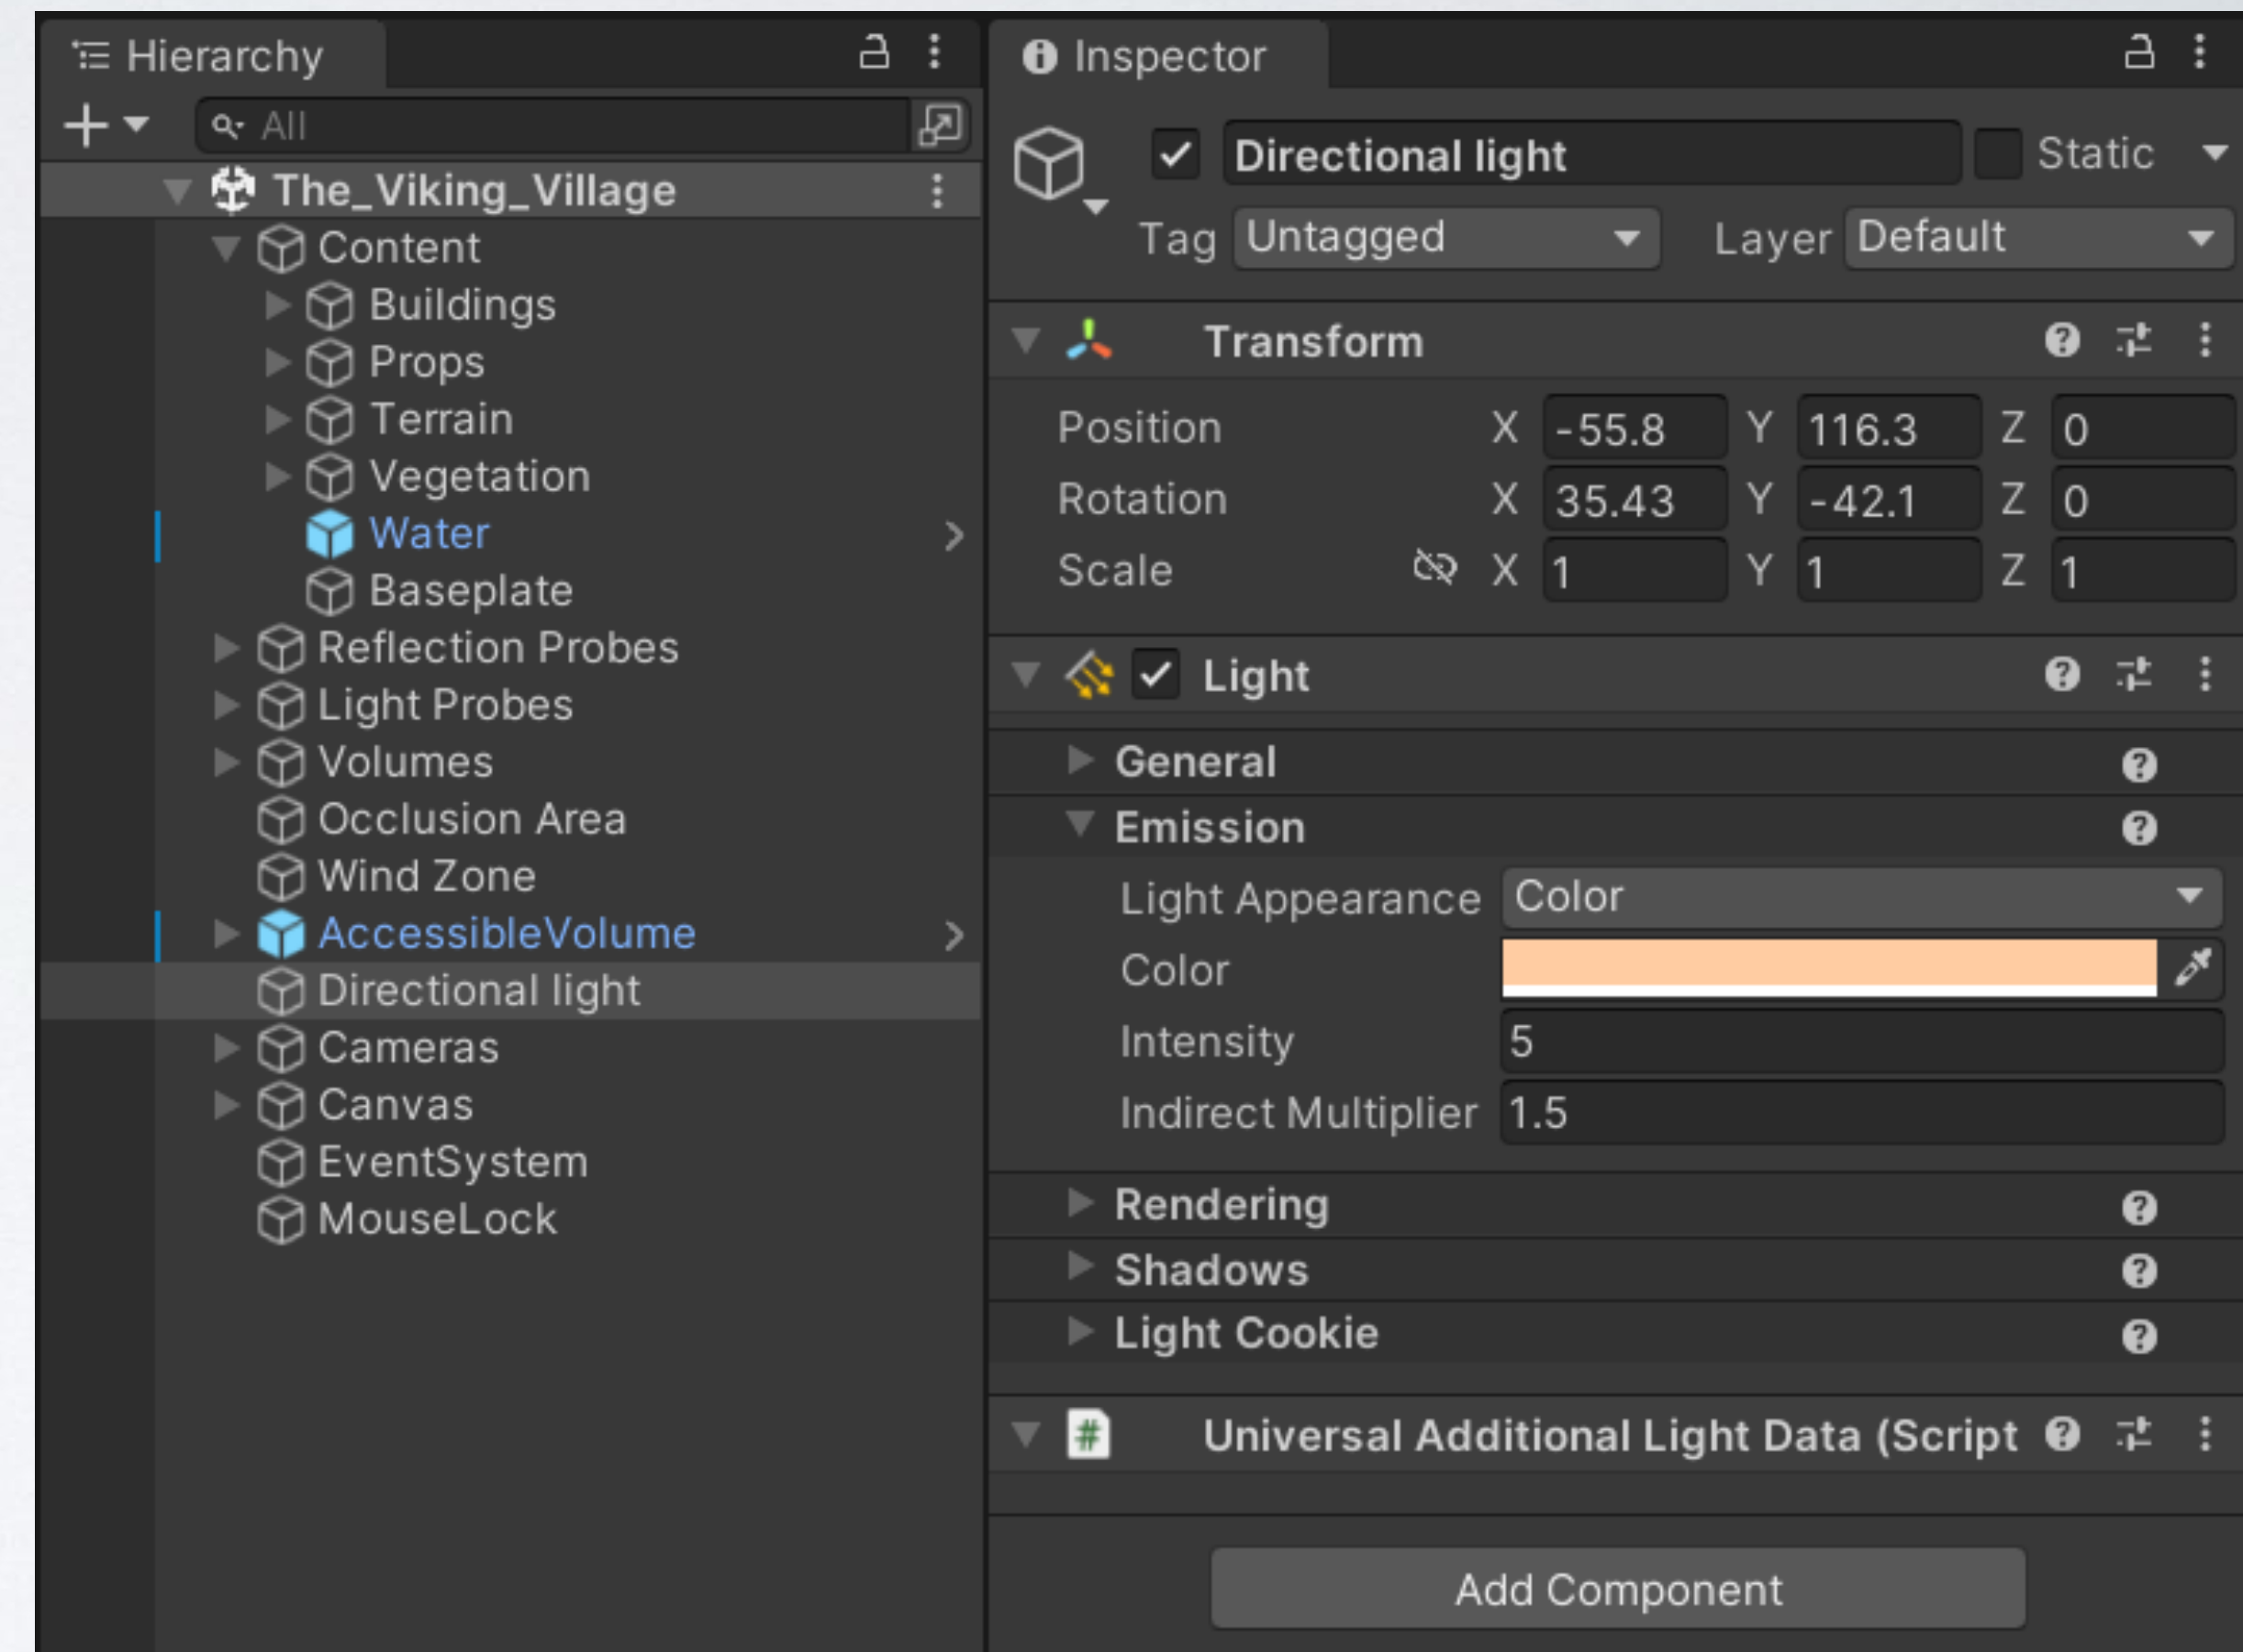 Hierarchy
All
The_Viking_Village
Content
Buildings
Props
Terrain
Vegetation
Water
Baseplate
Reflection Probes
Light Probes
Volumes
Occlusion Area
Wind Zone
AccessibleVolume
Directional light
Cameras
Canvas
EventSystem
MouseLock
Inspector
Directional light Static
Tag Untagged Layer Default
Transform
Position X -55.8 Y 116.3 Z 0
Rotation X 35.43 Y -42.1 Z 0
Scale X 1 Y 1 Z 1
Light
General
Emission
Light Appearance Color
Color
Intensity 5
Indirect Multiplier 1.5
Rendering
Shadows
Light Cookie
# Universal Additional Light Data (Script
Add Component